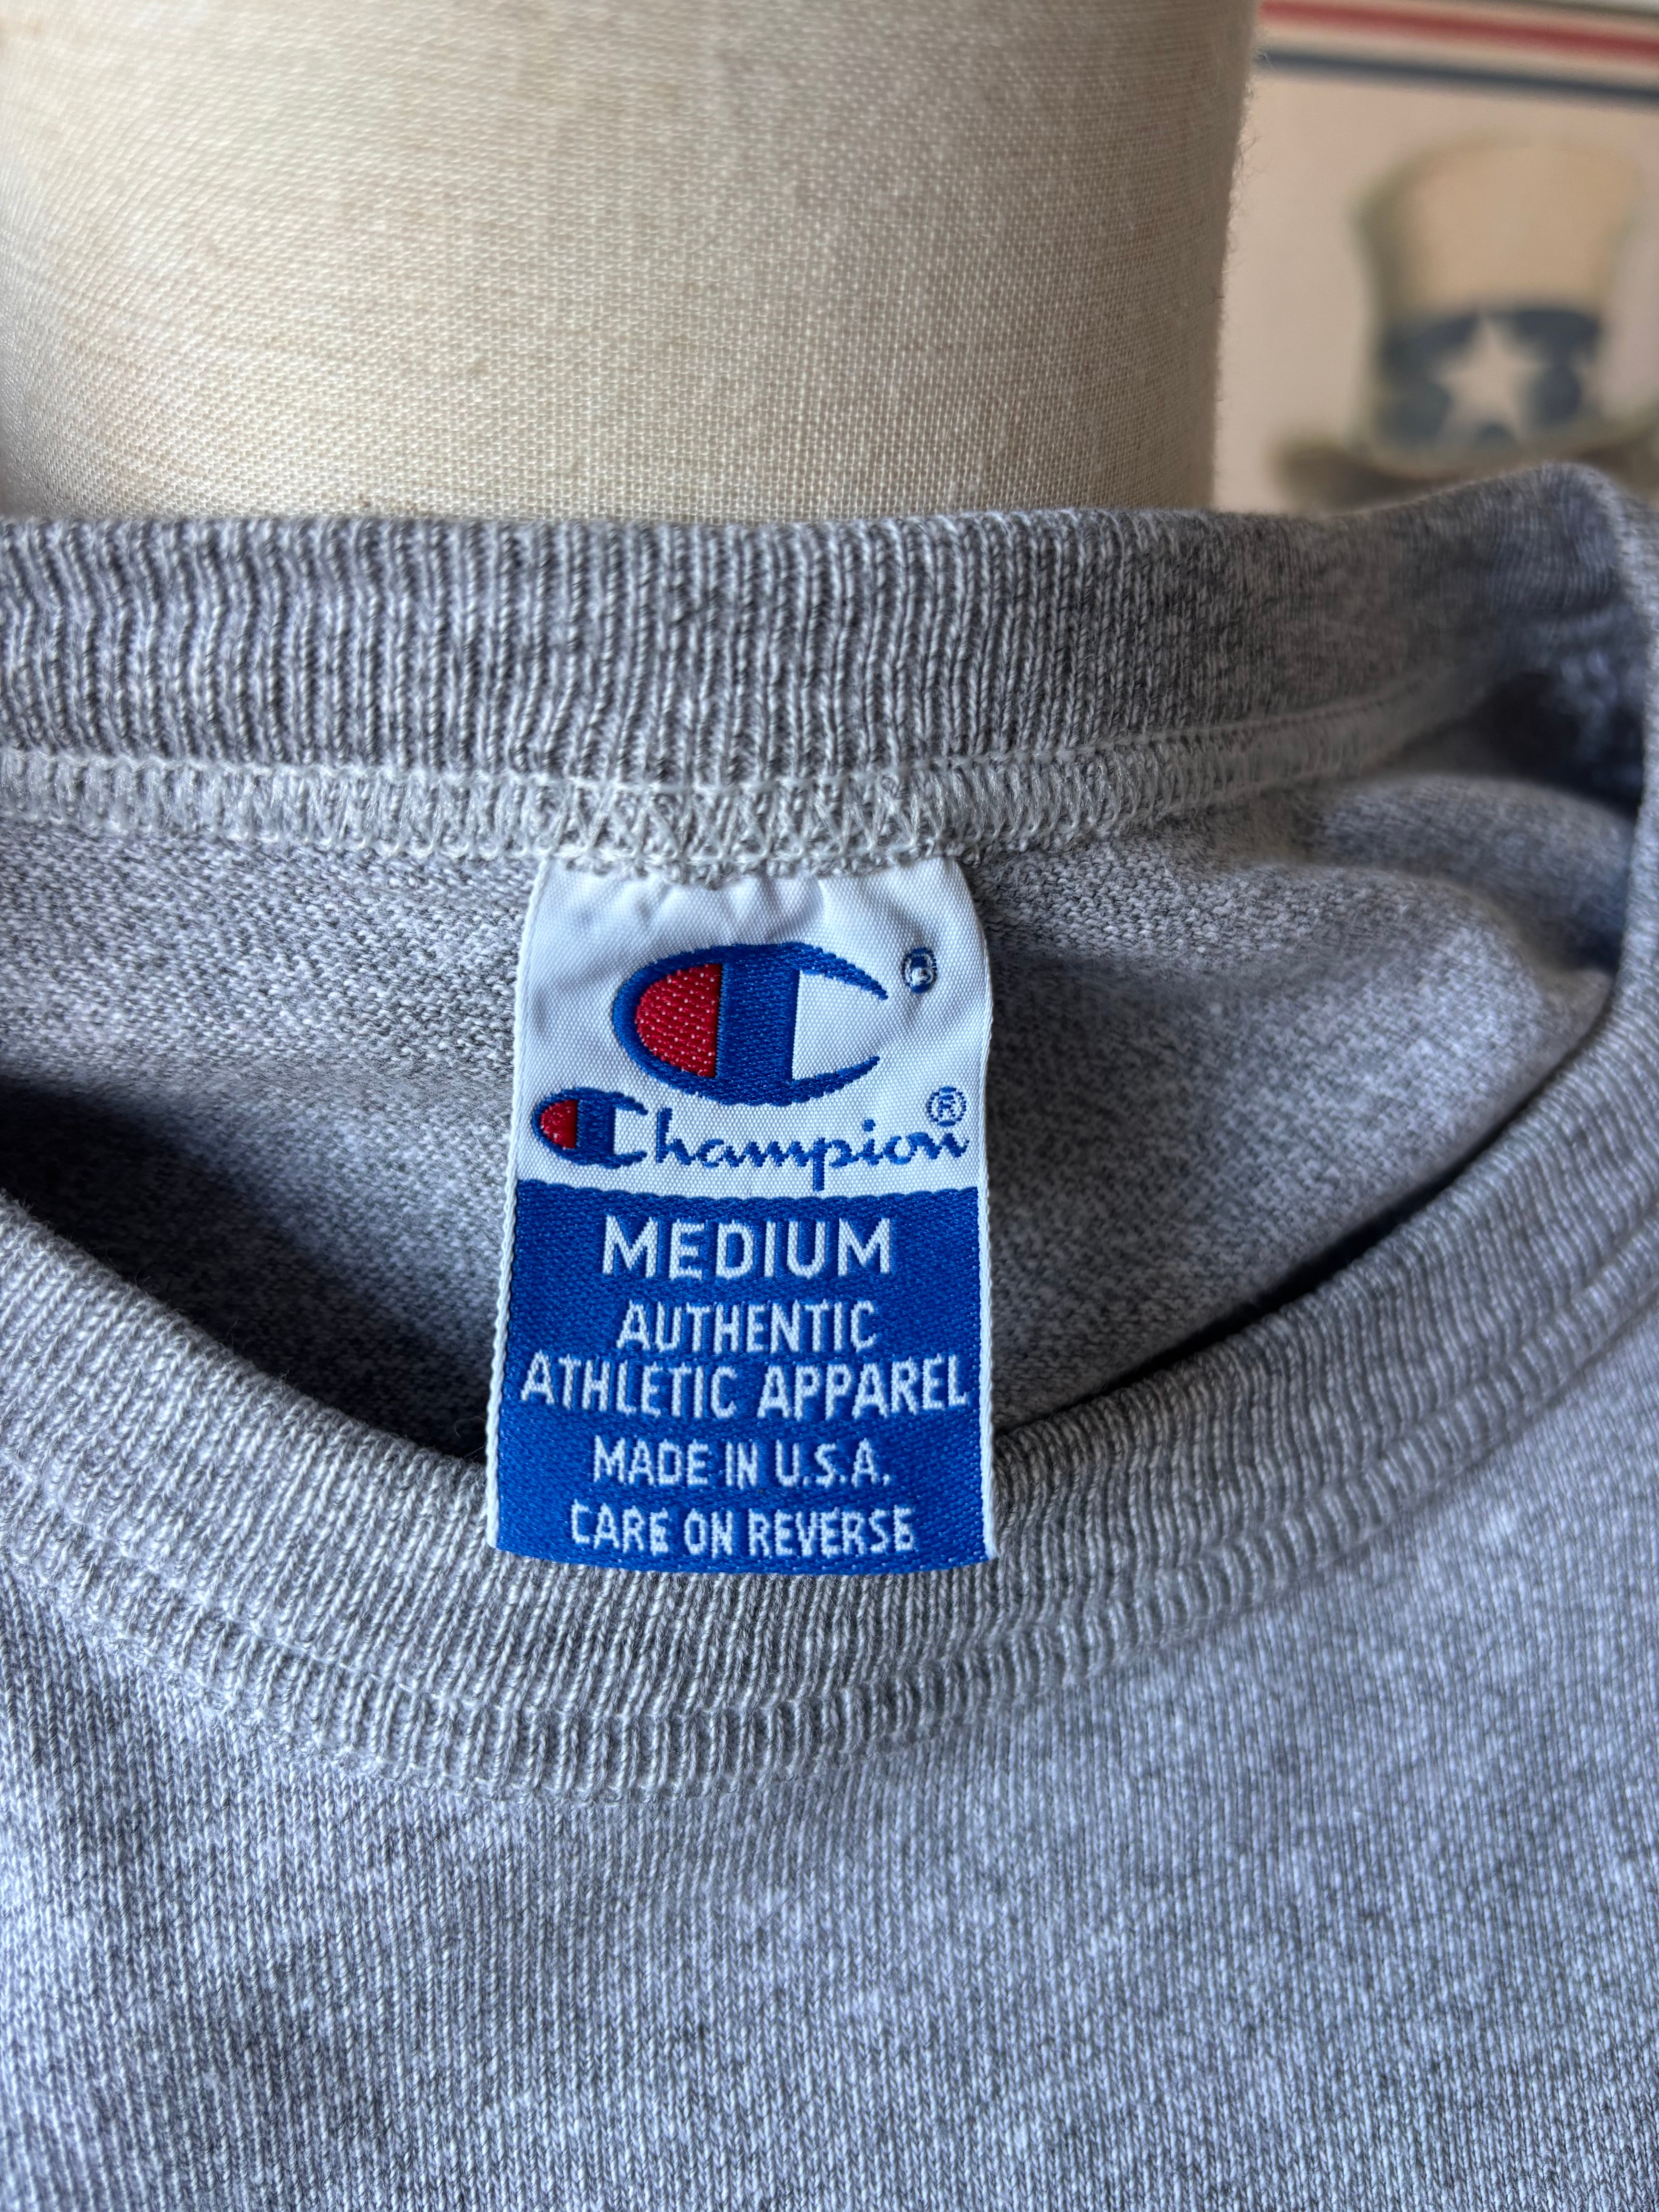 ®
Champion®
MEDIUM
AUTHENTIC
ATHLETIC APPAREL
MADE IN U.S.A.
CARE ON REVERSE